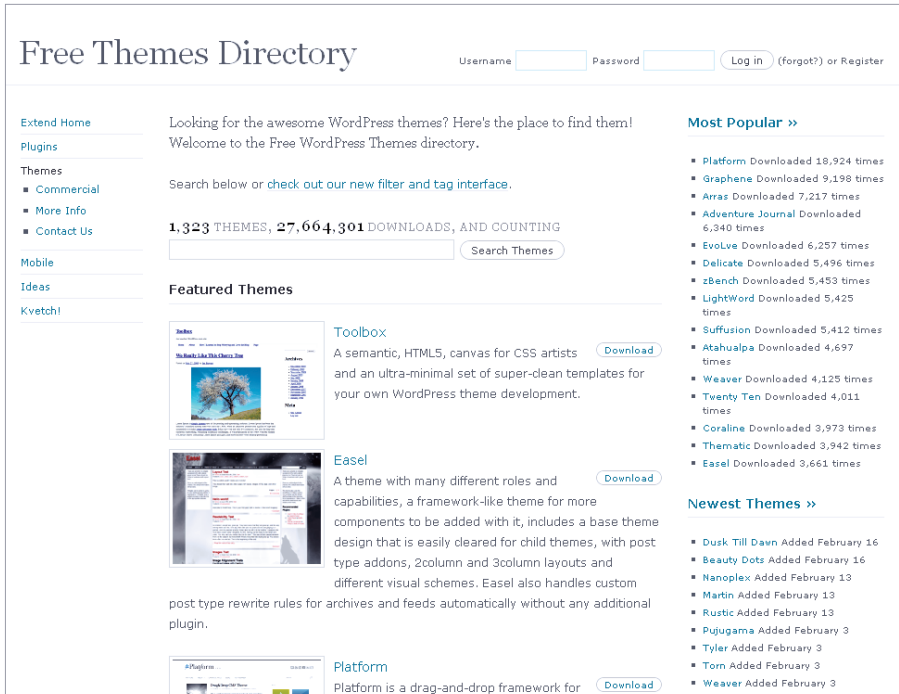 Free Themes Directory
Username
Password
Log in
(forgot?) or Register
Extend Home
Plugins
Themes
Commercial
More Info
Contact Us
Mobile
Ideas
Kvetch!
Looking for the awesome WordPress themes? Here's the place to find them!
Welcome to the Free WordPress Themes directory.
Search below or check out our new filter and tag interface.
1,323 THEMES, 27,664,301 DOWNLOADS, AND COUNTING
Search Themes
Featured Themes
Toolbox
We Really Like This Cherry Tree
Archives
Meta
Toolbox
Download
A semantic, HTML5, canvas for CSS artists
and an ultra-minimal set of super-clean templates for
your own WordPress theme development.
Easel
Easel
Download
A theme with many different roles and
capabilities, a framework-like theme for more
components to be added with it, includes a base theme
design that is easily cleared for child themes, with post
type addons, 2column and 3column layouts and
different visual schemes. Easel also handles custom
post type rewrite rules for archives and feeds automatically without any additional
plugin.
#Platform
Platform
Download
Platform is a drag-and-drop framework for
Most Popular »
Platform Downloaded 18,924 times
Graphene Downloaded 9,198 times
Arras Downloaded 7,217 times
Adventure Journal Downloaded
6,340 times
EvoLve Downloaded 6,257 times
Delicate Downloaded 5,496 times
zBench Downloaded 5,453 times
LightWord Downloaded 5,425
times
Suffusion Downloaded 5,412 times
Atahualpa Downloaded 4,697
times
Weaver Downloaded 4,125 times
Twenty Ten Downloaded 4,011
times
Coraline Downloaded 3,973 times
Thematic Downloaded 3,942 times
Easel Downloaded 3,661 times
Newest Themes »
Dusk Till Dawn Added February 16
Beauty Dots Added February 16
Nanoplex Added February 13
Martin Added February 13
Rustic Added February 13
Pujugama Added February 3
Tyler Added February 3
Torn Added February 3
Weaver Added February 3